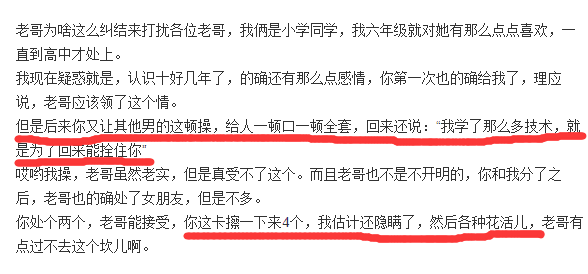 老哥为啥这么纠结来打扰各位老哥，我俩是小学同学，我六年级就对她有那么点点喜欢，一
直到高中才处上。
我现在疑惑就是，认识十好几年了，的确还有那么点感情，你第一次也的确给我了，理应
说，老哥应该领了这个情。
但是后来你又让其他男的这顿操，给人一顿口一顿全套，回来还说：“我学了那么多技术，就
是为了回来能拴住你”
哎哟我操，老哥虽然老实，但是真受不了这个。而且老哥也不是不开明的，你和我分了之
后，老哥也的确处了女朋友，但是不多。
你处个两个，老哥能接受，你这卡擦一下来4个，我估计还隐瞒了，然后各种花活儿，老哥有
点过不去这个坎儿啊。